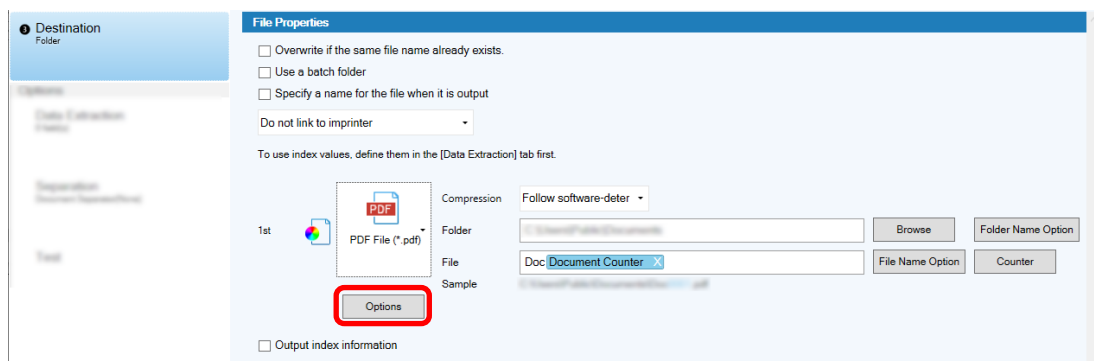 3 Destination
Folder
File Properties
Overwrite if the same file name already exists.
Use a batch folder
Specify a name for the file when it is output
Do not link to imprinter
To use index values, define them in the [Data Extraction] tab first.
1st
PDF
PDF File (*.pdf)
Options
Compression Follow software-deter
Folder Browse Folder Name Option
File Doc Document Counter X File Name Option Counter
Sample
Output index information